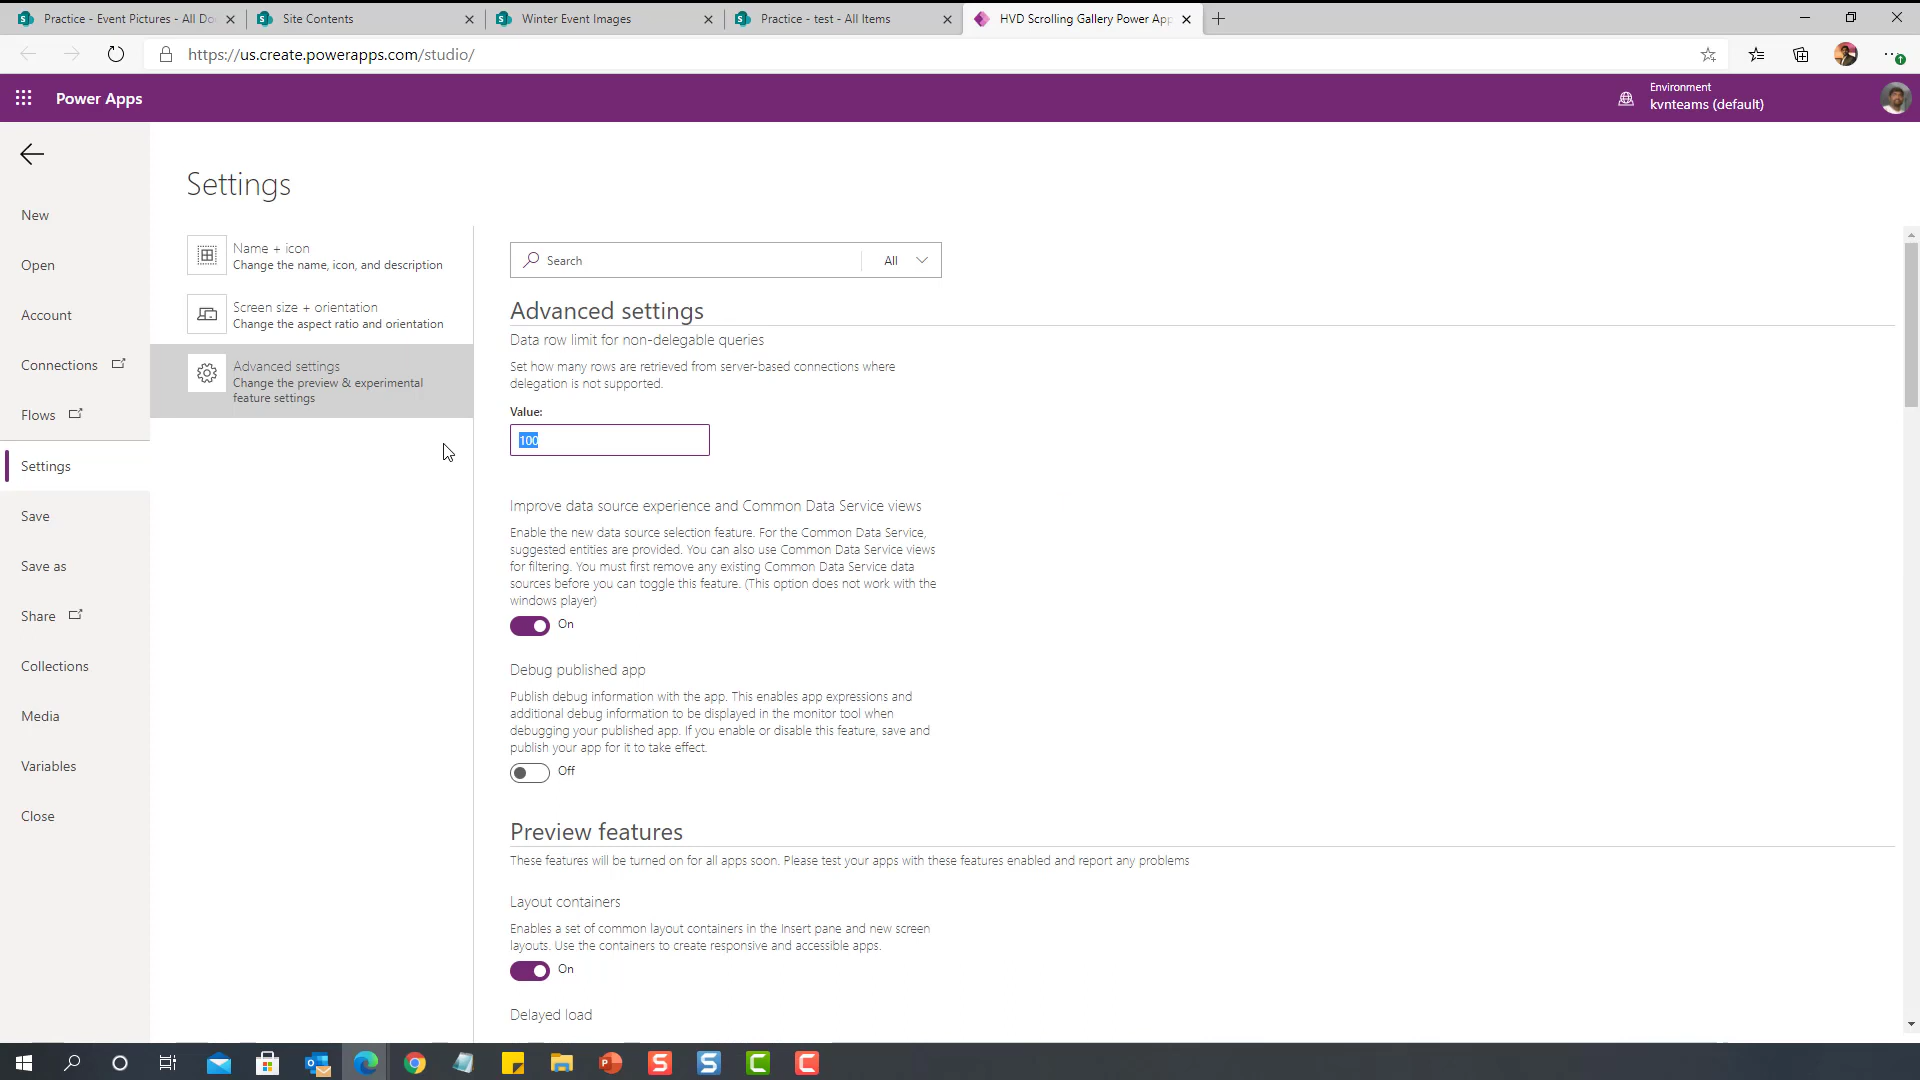 Practice - Event Pictures - All Do
Site Contents
Winter Event Images
Practice - test - All Items
HVD Scrolling Gallery Power App
https://us.create.powerapps.com/studio/
Power Apps
Environment
kvnteams (default)
Settings
New
Open
Account
Connections
Flows
Settings
Save
Save as
Share
Collections
Media
Variables
Close
Name + icon
Change the name, icon, and description
Screen size + orientation
Change the aspect ratio and orientation
Advanced settings
Change the preview & experimental
feature settings
Search
All
Advanced settings
Data row limit for non-delegable queries
Set how many rows are retrieved from server-based connections where
delegation is not supported.
Value:
100
Improve data source experience and Common Data Service views
Enable the new data source selection feature. For the Common Data Service,
suggested entities are provided. You can also use Common Data Service views
for filtering. You must first remove any existing Common Data Service data
sources before you can toggle this feature. (This option does not work with the
windows player)
On
Debug published app
Publish debug information with the app. This enables app expressions and
additional debug information to be displayed in the monitor tool when
debugging your published app. If you enable or disable this feature, save and
publish your app for it to take effect.
Off
Preview features
These features will be turned on for all apps soon. Please test your apps with these features enabled and report any problems
Layout containers
Enables a set of common layout containers in the Insert pane and new screen
layouts. Use the containers to create responsive and accessible apps.
On
Delayed load